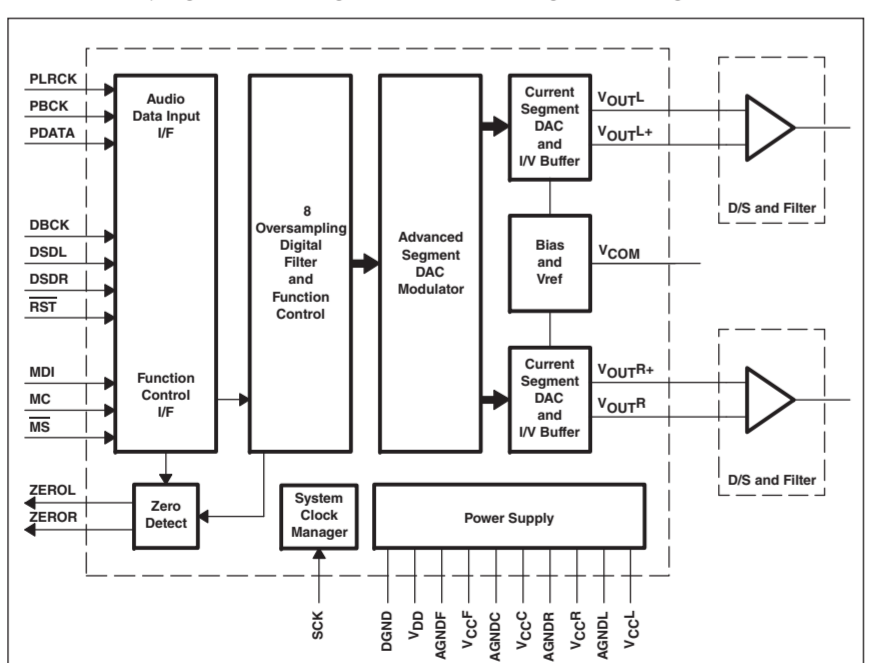 PLRCK
PBCK
PDATA
DBCK
DSDL
DSDR
RST
MDI
MC
MS
ZEROL
ZEROR
Audio
Data Input
I/F
Function
Control
I/F
8
Oversampling
Digital
Filter
and
Function
Control
Advanced
Segment
DAC
Modulator
Current
Segment
DAC
and
I/V Buffer
Bias
and
Vref
Current
Segment
DAC
and
I/V Buffer
VOUTL
VOUTL+
VCOM
VOUTR+
VOUTR
D/S and Filter
D/S and Filter
Zero
Detect
System
Clock
Manager
Power Supply
SCK
DGND
VDD
AGNDF
VCCF
AGNDC
VCCC
AGNDR
VCCR
AGNDL
VCCL